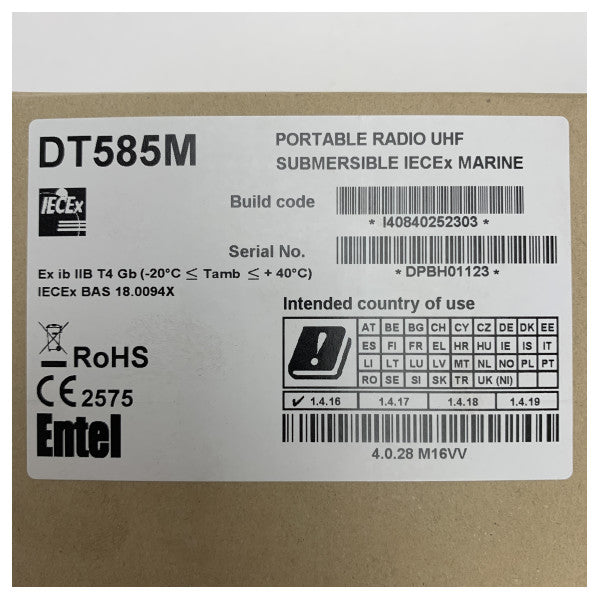 DT585M
PORTABLE RADIO UHF
SUBMERSIBLE IECEx MARINE
IECEx
Build code
* I40840252303 *
Serial No.
* DPBH01123 *
Ex ib IIB T4 Gb (-20°C ≤ Tamb ≤ + 40°C)
IECEx BAS 18.0094X
Intended country of use
AT BE BG CH CY CZ DE DK EE
ES FI FR EL HR HU IE IS IT
LI LT LU LV MT NL NO PL PT
RO SE SI SK TR UK (NI)
✓ 1.4.16 1.4.17 1.4.18 1.4.19
RoHS
CE 2575
Entel
4.0.28 M16VV